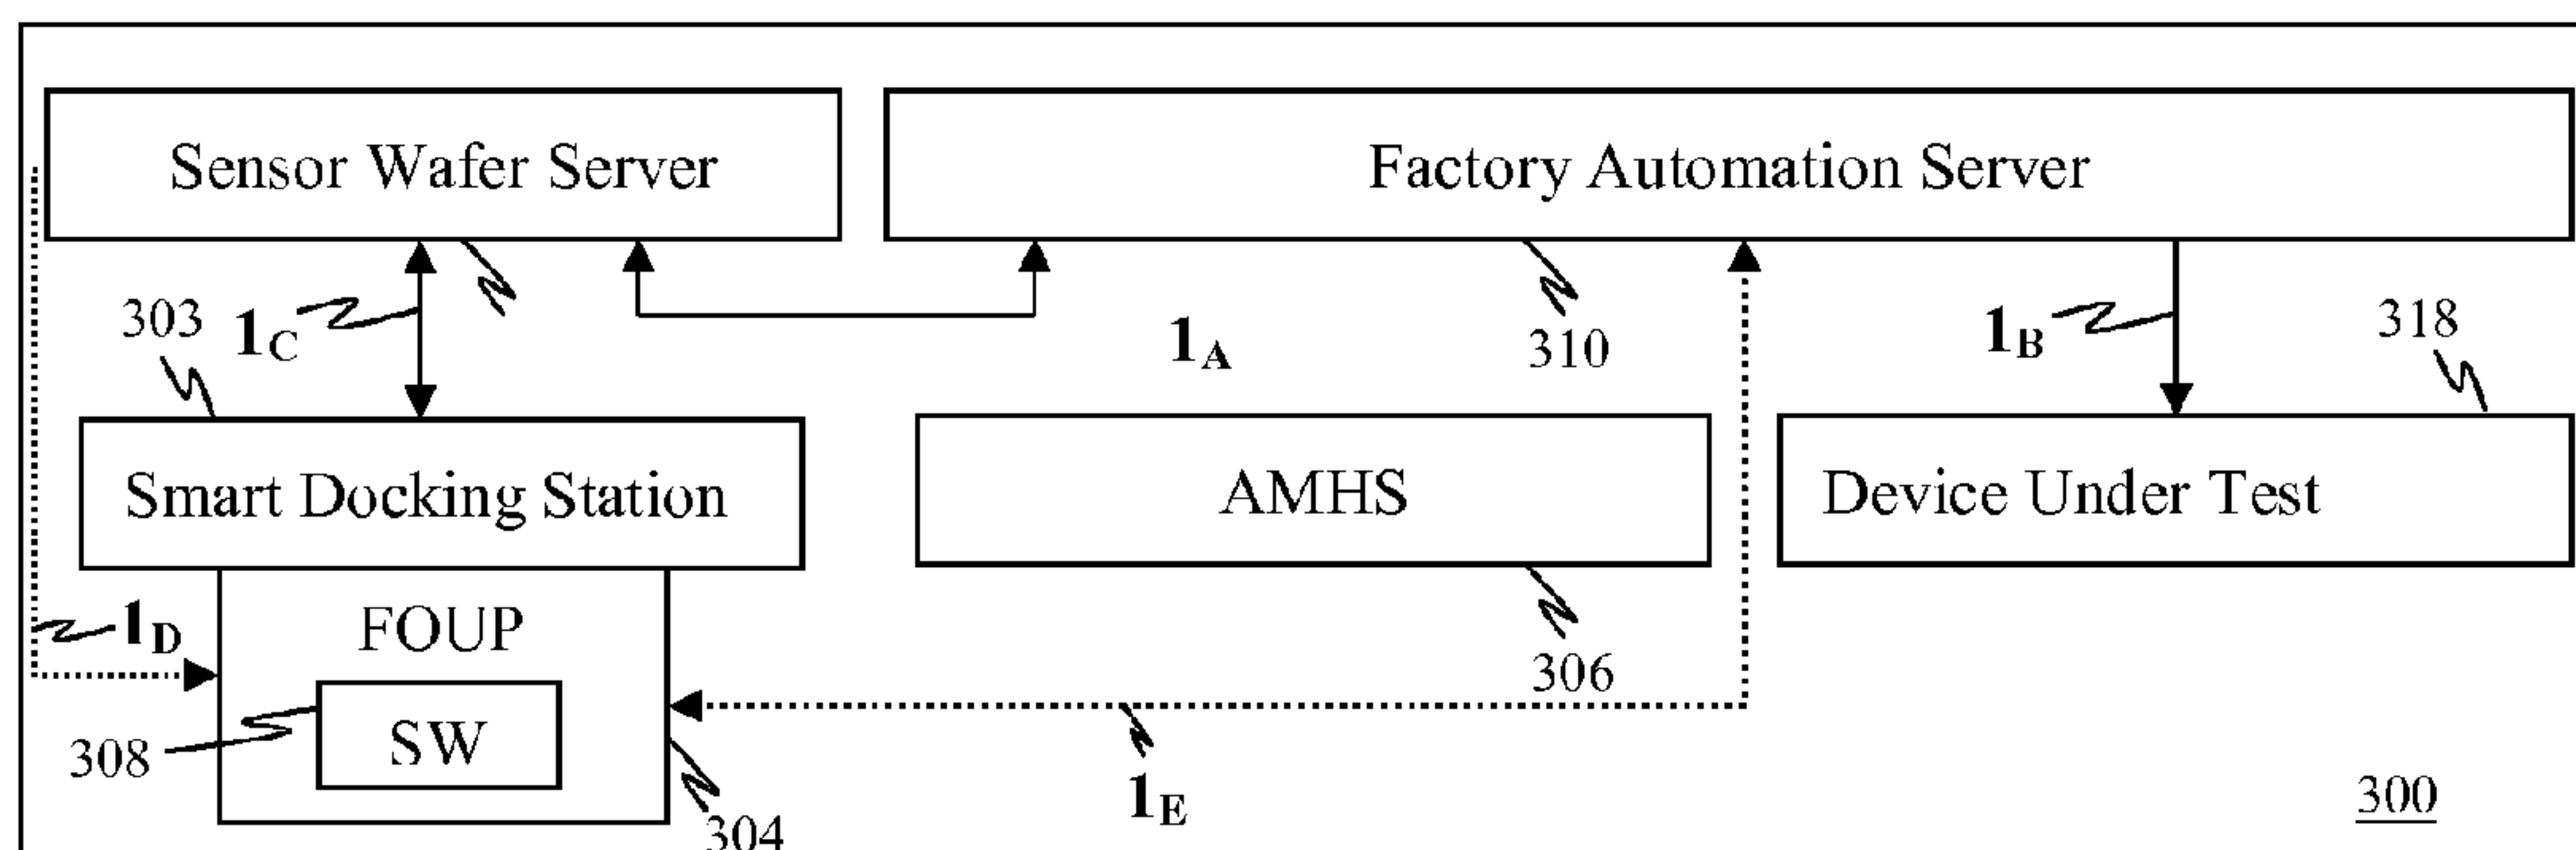 Sensor Wafer Server
Factory Automation Server
303
1C
1A
310
1B
318
Smart Docking Station
AMHS
Device Under Test
1D
FOUP
306
308
SW
1E
304
300